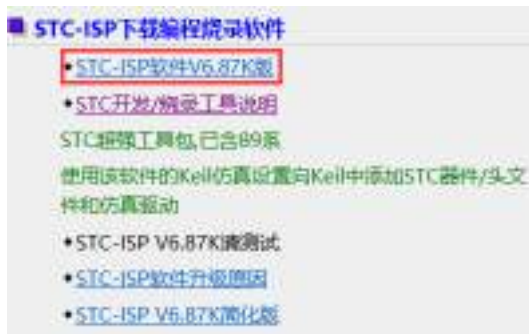 STC-ISP下载编程烧录软件
•STC-ISP软件V6.87K版
•STC开发/烧录工具说明
STC超强工具包,已含89系
使用该软件的Keil仿真设置向Keil中添加STC器件/头文
件和仿真驱动
•STC-ISP V6.87K请测试
•STC-ISP软件升级原因
•STC-ISP V6.87K简化版